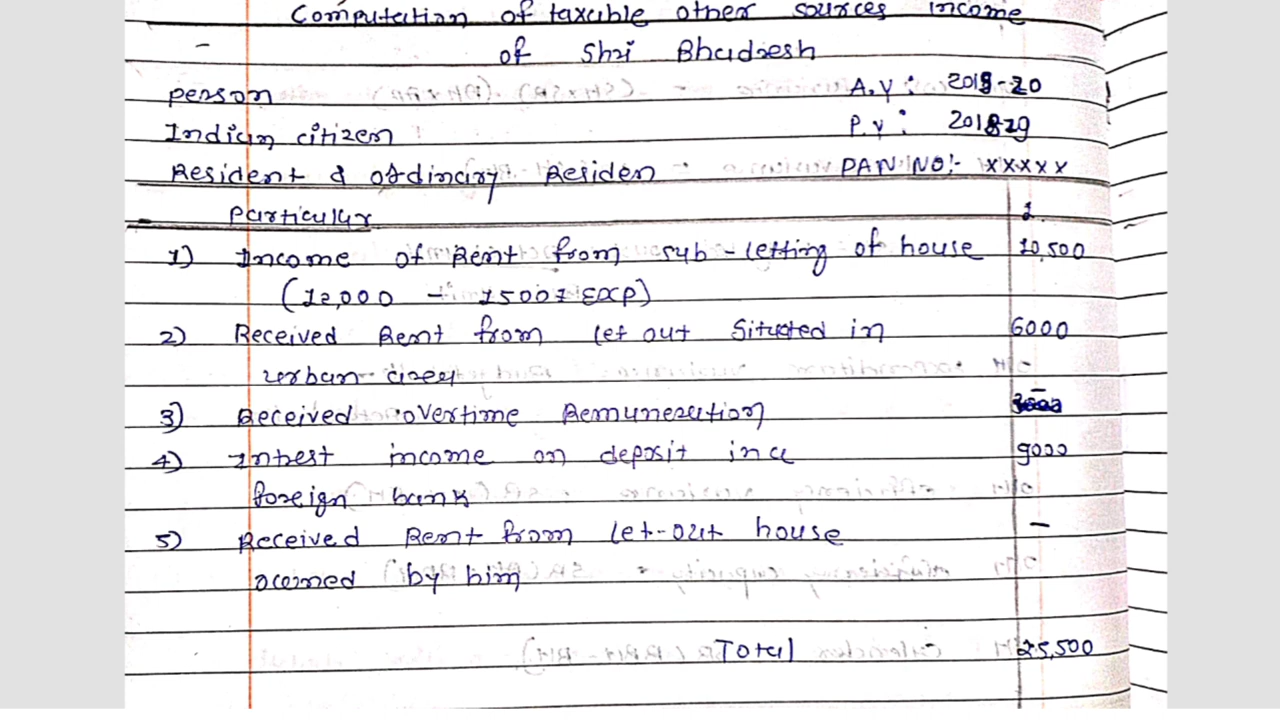 Computation of taxable other sources income
of Shri Bhadresh
person A.Y: 2019-20
Indian citizen P.Y: 2018-19
Resident & ordinary Residen PAN NO:- xxxxx
Particular ₹
1) Income of Rent from sub-letting of house 10,500
(12,000 - 1500 EXP)
2) Received Rent from let out Situated in 6000
urban area
3) Received overtime Remuneration -
4) Intrest income on deposit in a 9000
foreign bank
5) Received Rent from let-out house -
owned by him
Total 25,500